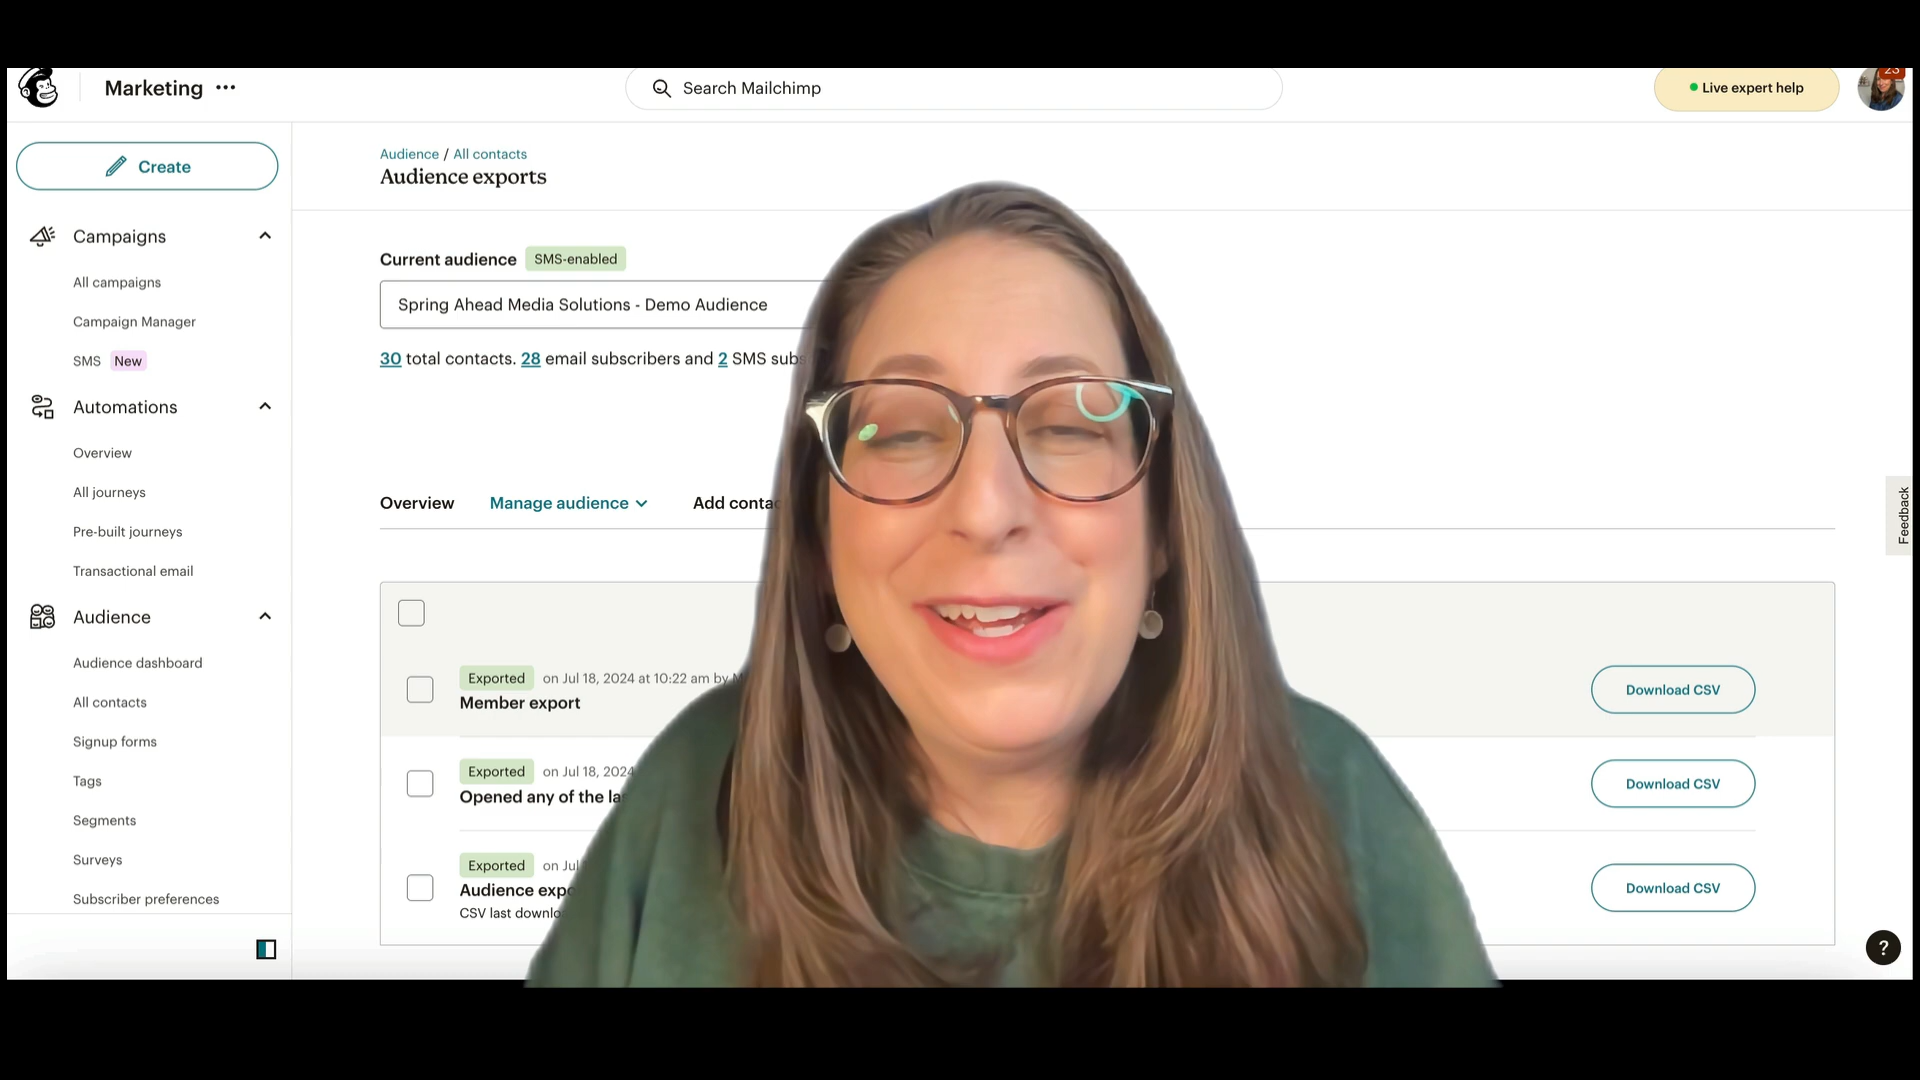 Marketing
Search Mailchimp
Live expert help
23
Create
Campaigns
All campaigns
Campaign Manager
SMS New
Automations
Overview
All journeys
Pre-built journeys
Transactional email
Audience
Audience dashboard
All contacts
Signup forms
Tags
Segments
Surveys
Subscriber preferences
Audience / All contacts
Audience exports
Current audience SMS-enabled
Spring Ahead Media Solutions - Demo Audience
30 total contacts. 28 email subscribers and 2 SMS subs
Overview Manage audience Add contac
Exported on Jul 18, 2024 at 10:22 am by
Member export
Download CSV
Exported on Jul 18, 2024
Opened any of the la
Download CSV
Exported on Jul
Audience expo
CSV last downlo
Download CSV
Feedback
?